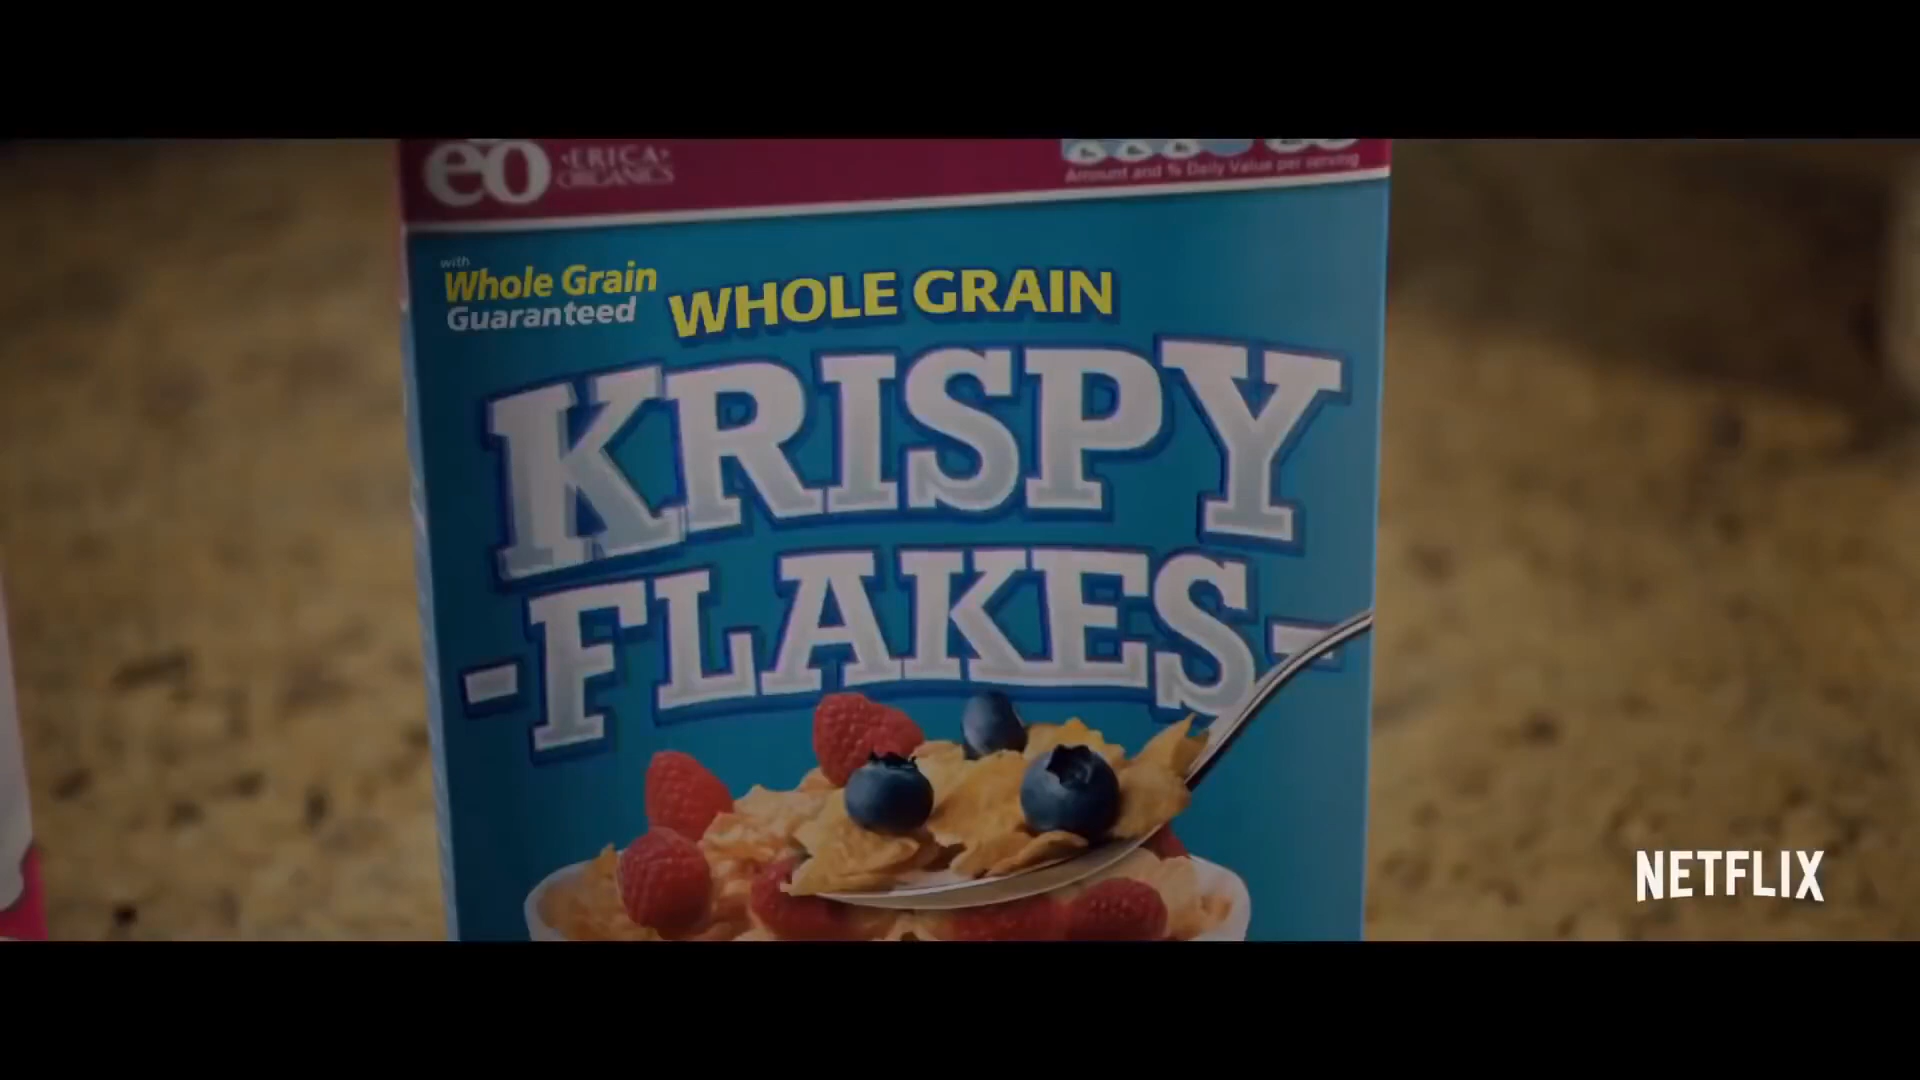 eo
•ERICA•
ORGANICS
Amount and % Daily Value per serving
with
Whole Grain
Guaranteed
WHOLE GRAIN
KRISPY
-FLAKES-
NETFLIX